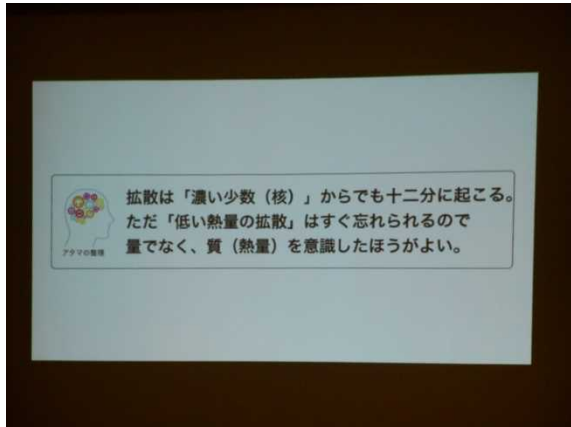 拡散は「濃い少数（核）」からでも十二分に起こる。
ただ「低い熱量の拡散」はすぐ忘れられるので
量でなく、質（熱量）を意識したほうがよい。
アタマの整理